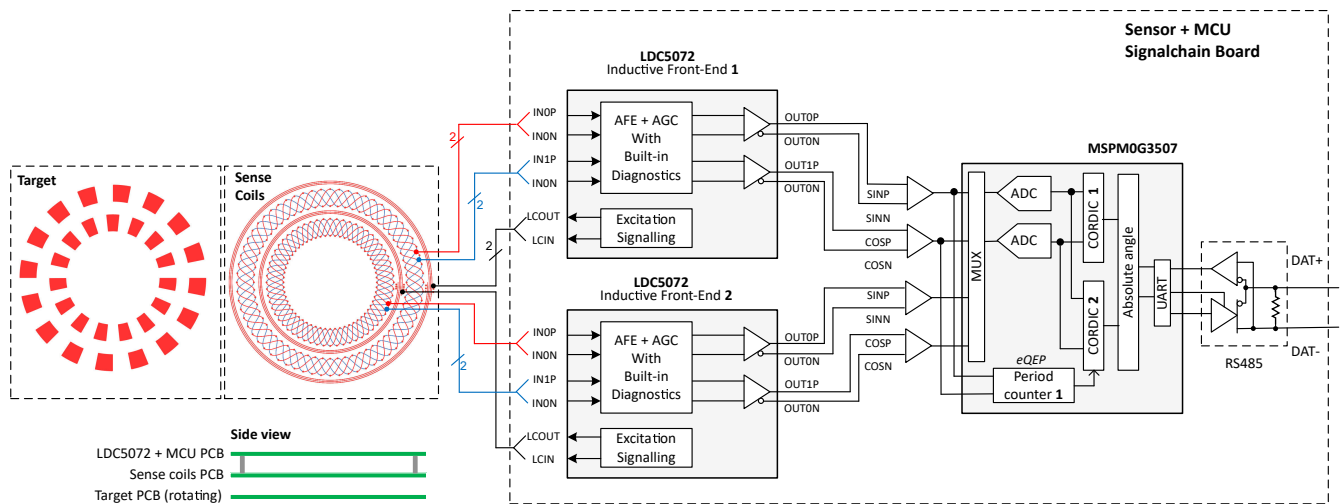 Sensor + MCU
Signalchain Board
Target
Sense
Coils
2
2
2
2
LDC5072
Inductive Front-End 1
IN0P
IN0N
IN1P
IN0N
LCOUT
LCIN
AFE + AGC
With
Built-in
Diagnostics
Excitation
Signalling
OUT0P
OUT0N
OUT1P
OUT0N
LDC5072
Inductive Front-End 2
IN0P
IN0N
IN1P
IN0N
LCOUT
LCIN
AFE + AGC
With
Built-in
Diagnostics
Excitation
Signalling
OUT0P
OUT0N
OUT1P
OUT0N
SINP
SINN
COSP
COSN
SINP
SINN
COSP
COSN
MSPM0G3507
MUX
ADC
ADC
CORDIC 1
CORDIC 2
Absolute angle
UART
eQEP
Period
counter 1
DAT+
DAT-
RS485
Side view
LDC5072 + MCU PCB
Sense coils PCB
Target PCB (rotating)